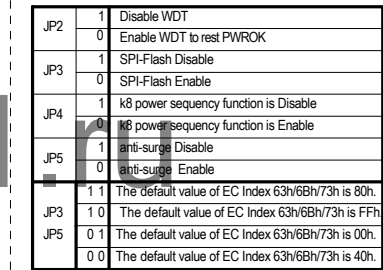 JP2 1 Disable WDT
0 Enable WDT to rest PWROK
JP3 1 SPI-Flash Disable
0 SPI-Flash Enable
JP4 1 k8 power sequency function is Disable
0 k8 power sequency function is Enable
JP5 1 anti-surge Disable
0 anti-surge Enable
1 1 The default value of EC Index 63h/6Bh/73h is 80h.
JP3 1 0 The default value of EC Index 63h/6Bh/73h is FFh.
JP5 0 1 The default value of EC Index 63h/6Bh/73h is 00h.
0 0 The default value of EC Index 63h/6Bh/73h is 40h.
l.ru